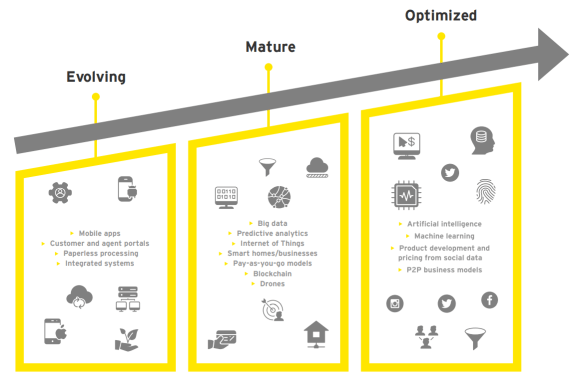 Optimized
Mature
Evolving
Mobile apps
Customer and agent portals
Paperless processing
Integrated systems
01010
0010
Big data
Predictive analytics
Internet of Things
Smart homes/businesses
Pay-as-you-go models
Blockchain
Drones
$
Artificial intelligence
Machine learning
Product development and
pricing from social data
P2P business models